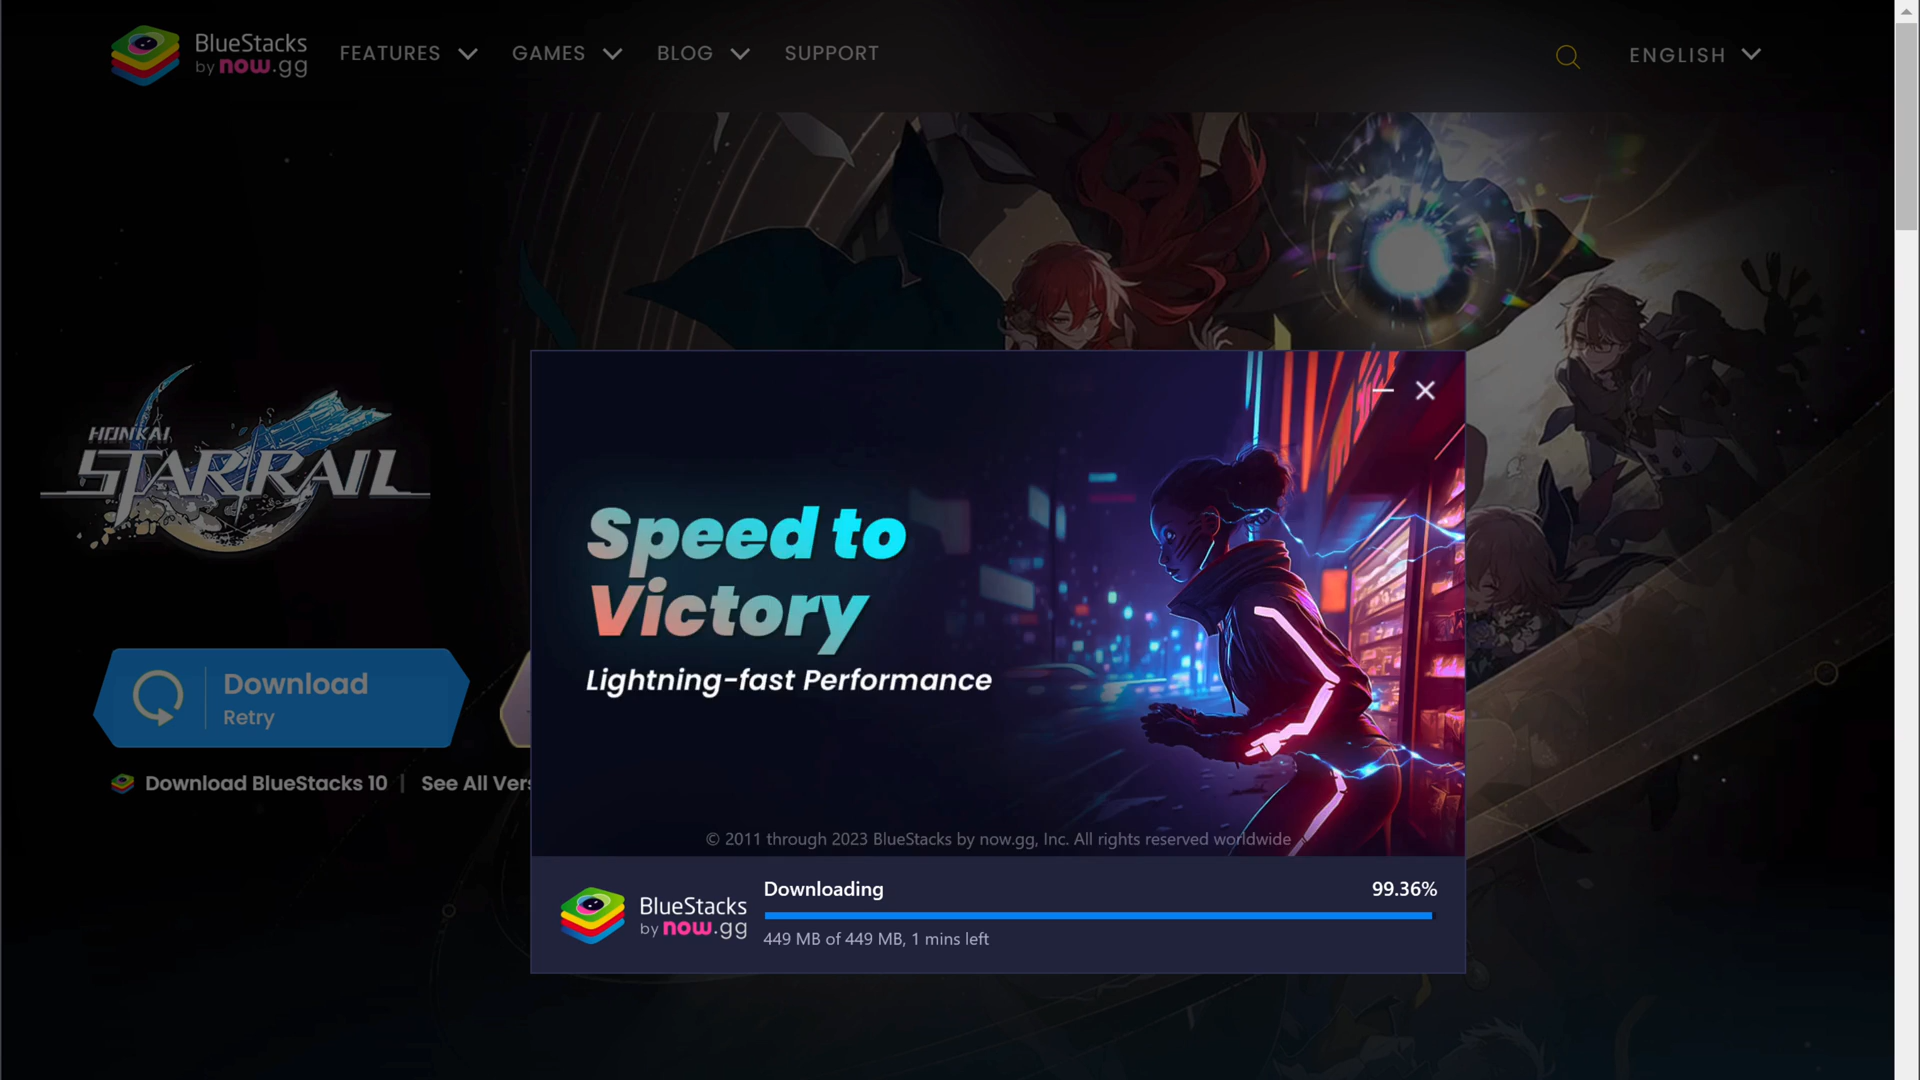 BlueStacks
by now.gg
FEATURES
GAMES
BLOG
SUPPORT
ENGLISH
HONKAI
STAR RAIL
Download
Retry
Download BlueStacks 10 | See All
Speed to
Victory
Lightning-fast Performance
© 2011 through 2023 BlueStacks by now.gg, Inc. All rights reserved worldwide
BlueStacks
by now.gg
Downloading
99.36%
449 MB of 449 MB, 1 mins left